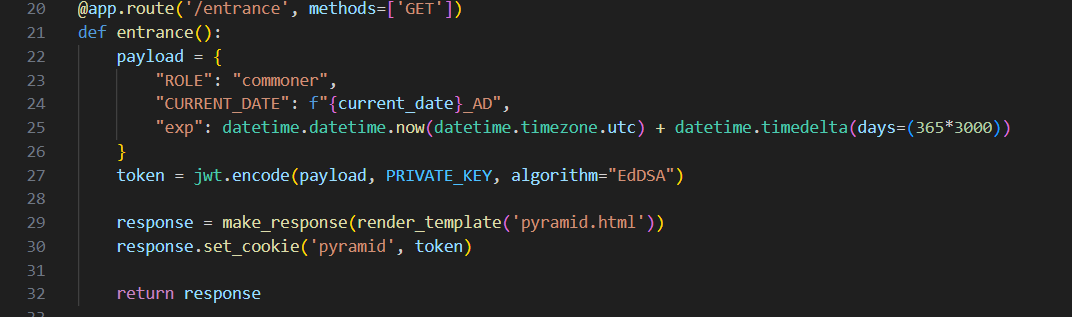 20 @app.route('/entrance', methods=['GET'])
21 def entrance():
22 payload = {
23 "ROLE": "commoner",
24 "CURRENT_DATE": f"{current_date}_AD",
25 "exp": datetime.datetime.now(datetime.timezone.utc) + datetime.timedelta(days=(365*3000))
26 }
27 token = jwt.encode(payload, PRIVATE_KEY, algorithm="EdDSA")
28
29 response = make_response(render_template('pyramid.html'))
30 response.set_cookie('pyramid', token)
31
32 return response